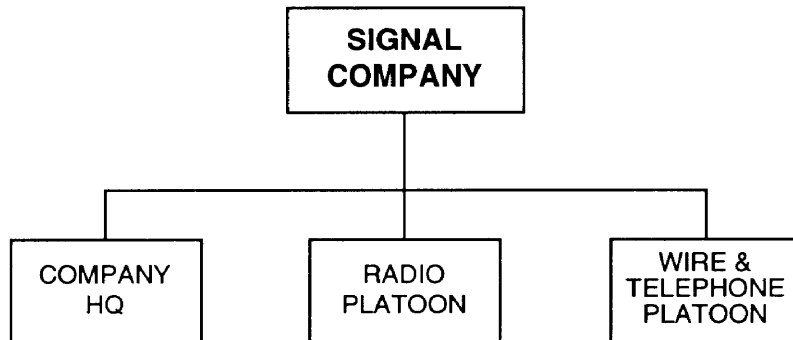 SIGNAL
COMPANY
COMPANY
HQ
RADIO
PLATOON
WIRE &
TELEPHONE
PLATOON